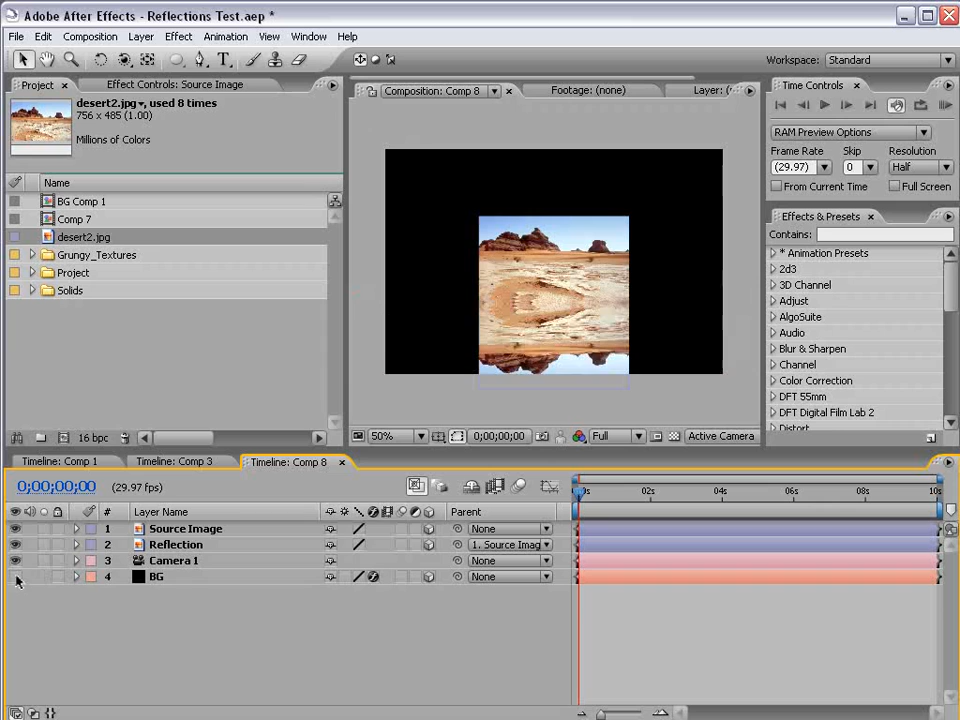 Adobe After Effects - Reflections Test.aep *
File Edit Composition Layer Effect Animation View Window Help
Workspace: Standard
Project Effect Controls: Source Image
desert2.jpg, used 8 times
756 x 485 (1.00)
Millions of Colors
Name
BG Comp 1
Comp 7
desert2.jpg
Grungy_Textures
Project
Solids
16 bpc
Composition: Comp 8 Footage: (none) Layer: (
50% 0;00;00;00 Full Active Camera
Time Controls
RAM Preview Options
Frame Rate Skip Resolution
(29.97) 0 Half
From Current Time Full Screen
Effects & Presets
Contains:
* Animation Presets
2d3
3D Channel
Adjust
AlgoSuite
Audio
Blur & Sharpen
Channel
Color Correction
DFT 55mm
DFT Digital Film Lab 2
Distort
Timeline: Comp 1 Timeline: Comp 3 Timeline: Comp 8
0;00;00;00 (29.97 fps)
# Layer Name Parent
02s 04s 06s 08s 10s
1 Source Image None
2 Reflection 1. Source Imag
3 Camera 1 None
4 BG None